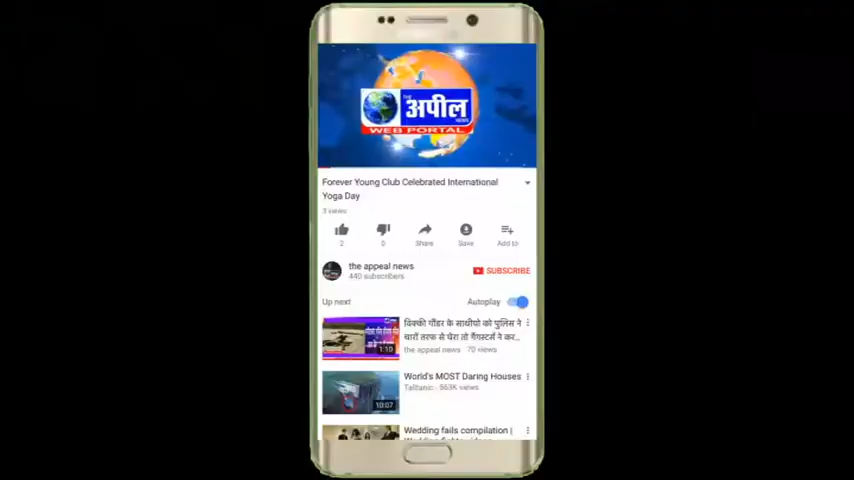 THE
अपील
न्यूज़
WEB PORTAL
Forever Young Club Celebrated International
Yoga Day
3 views
2
0
Share
Save
Add to
the appeal news
440 subscribers
SUBSCRIBE
Up next
Autoplay
विक्की गौंडर के साथीयो को पुलिस ने
चारों तरफ से घेरा तो गैंगस्टर्स ने कर...
the appeal news 70 views
1:10
World's MOST Daring Houses
Talltanic - 563K views
10:07
Wedding fails compilation |